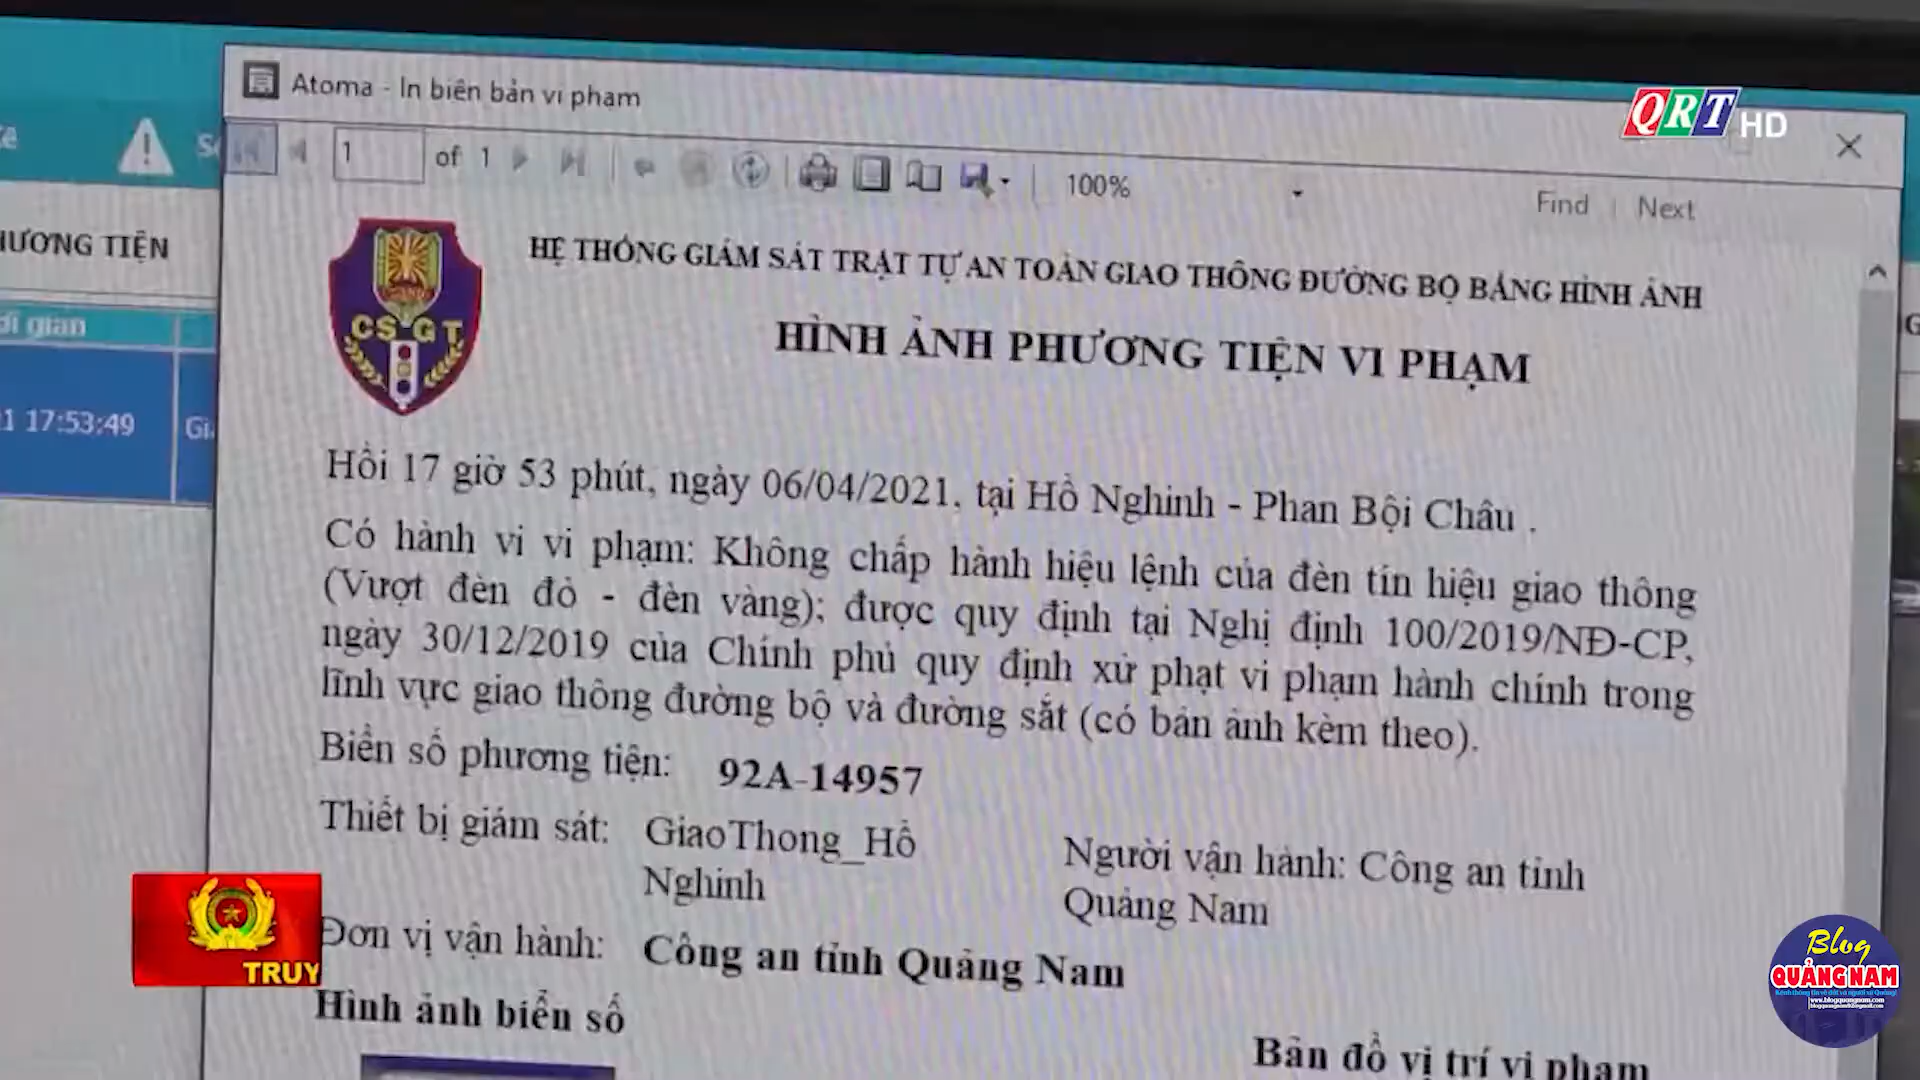 Atoma - In biên bản vi phạm
QRT HD
1 of 1
100%
Find | Next
HƯƠNG TIỆN
HỆ THỐNG GIÁM SÁT TRẬT TỰ AN TOÀN GIAO THÔNG ĐƯỜNG BỘ BẰNG HÌNH ẢNH
HÌNH ẢNH PHƯƠNG TIỆN VI PHẠM
CSGT
ời gian
1 17:53:49
Hồi 17 giờ 53 phút, ngày 06/04/2021, tại Hồ Nghinh - Phan Bội Châu .
Có hành vi vi phạm: Không chấp hành hiệu lệnh của đèn tín hiệu giao thông
(Vượt đèn đỏ - đèn vàng); được quy định tại Nghị định 100/2019/NĐ-CP,
ngày 30/12/2019 của Chính phủ quy định xử phạt vi phạm hành chính trong
lĩnh vực giao thông đường bộ và đường sắt (có bản ảnh kèm theo).
Biển số phương tiện: 92A-14957
Thiết bị giám sát: GiaoThong_Hồ
Nghinh
Người vận hành: Công an tỉnh
Quảng Nam
Đơn vị vận hành: Công an tỉnh Quảng Nam
Hình ảnh biển số
Bản đồ vị trí vi phạm
TRUY
Blog
QUẢNG NAM
www.blogquangnam.com